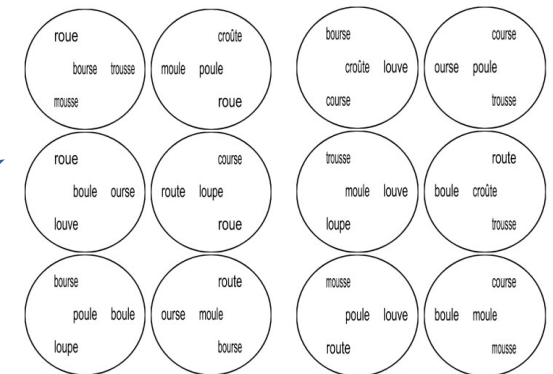 roue
bourse trousse
mousse
croûte
moule poule
roue
bourse
croûte louve
course
course
ourse poule
trousse
roue
boule ourse
louve
course
route loupe
roue
trousse
moule louve
loupe
route
boule croûte
trousse
bourse
poule boule
loupe
route
ourse moule
bourse
mousse
poule louve
route
course
boule moule
mousse